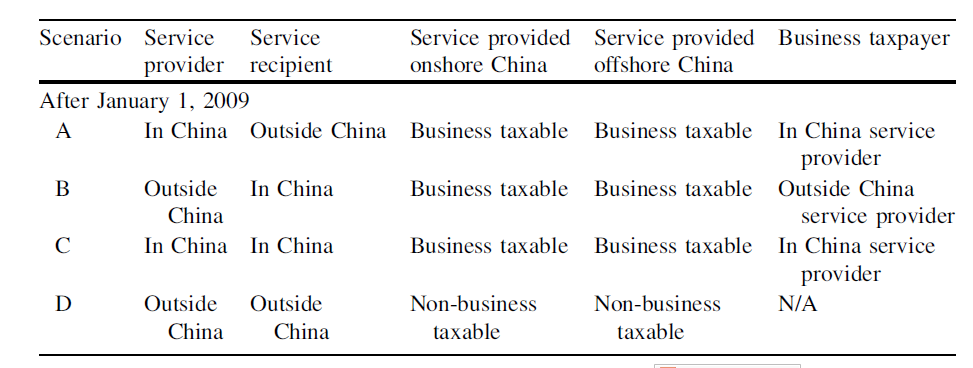 Scenario Service Service Service provided Service provided Business taxpayer
provider recipient onshore China offshore China
After January 1, 2009
A In China Outside China Business taxable Business taxable In China service
provider
B Outside In China Business taxable Business taxable Outside China
China service provider
C In China In China Business taxable Business taxable In China service
provider
D Outside Outside Non-business Non-business N/A
China China taxable taxable